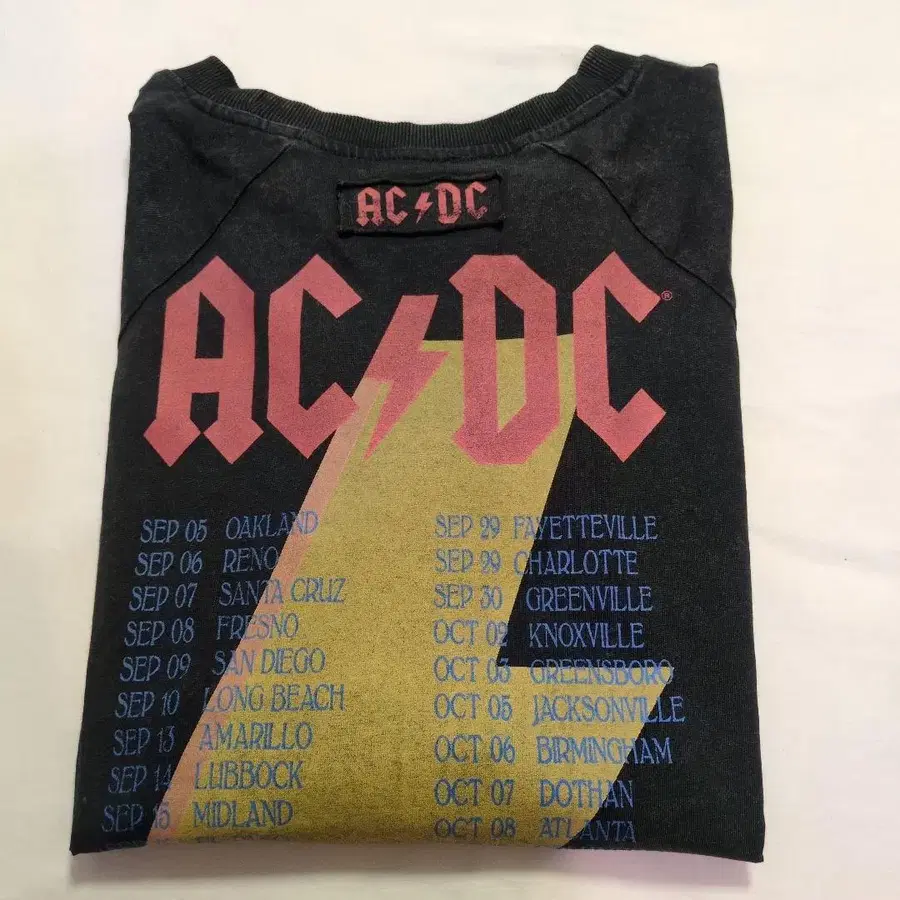 AC⚡DC
AC⚡DC®
SEP 05 OAKLAND
SEP 06 RENO
SEP 07 SANTA CRUZ
SEP 08 FRESNO
SEP 09 SAN DIEGO
SEP 10 LONG BEACH
SEP 13 AMARILLO
SEP 14 LUBBOCK
SEP 15 MIDLAND
SEP 29 FAYETTEVILLE
SEP 29 CHARLOTTE
SEP 30 GREENVILLE
OCT 02 KNOXVILLE
OCT 03 GREENSBORO
OCT 05 JACKSONVILLE
OCT 06 BIRMINGHAM
OCT 07 DOTHAN
OCT 08 ATLANTA